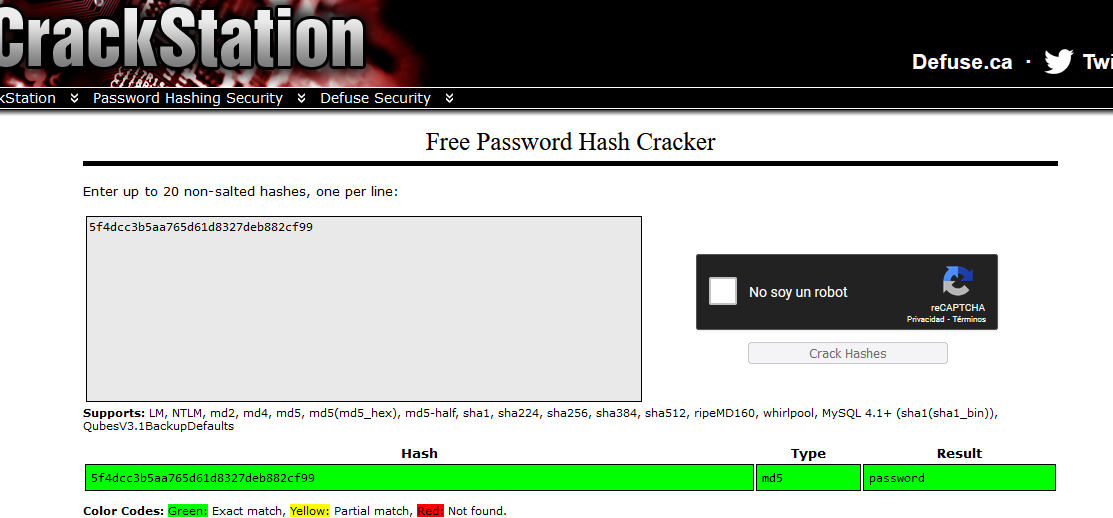 CrackStation
Defuse.ca ·
kStation Password Hashing Security Defuse Security
Free Password Hash Cracker
Enter up to 20 non-salted hashes, one per line:
5f4dcc3b5aa765d61d8327deb882cf99
No soy un robot
reCAPTCHA
Privacidad - Términos
Crack Hashes
Supports: LM, NTLM, md2, md4, md5, md5(md5_hex), md5-half, sha1, sha224, sha256, sha384, sha512, ripeMD160, whirlpool, MySQL 4.1+ (sha1(sha1_bin)),
QubesV3.1BackupDefaults
Hash Type Result
5f4dcc3b5aa765d61d8327deb882cf99 md5 password
Color Codes: Green: Exact match, Yellow: Partial match, Red: Not found.